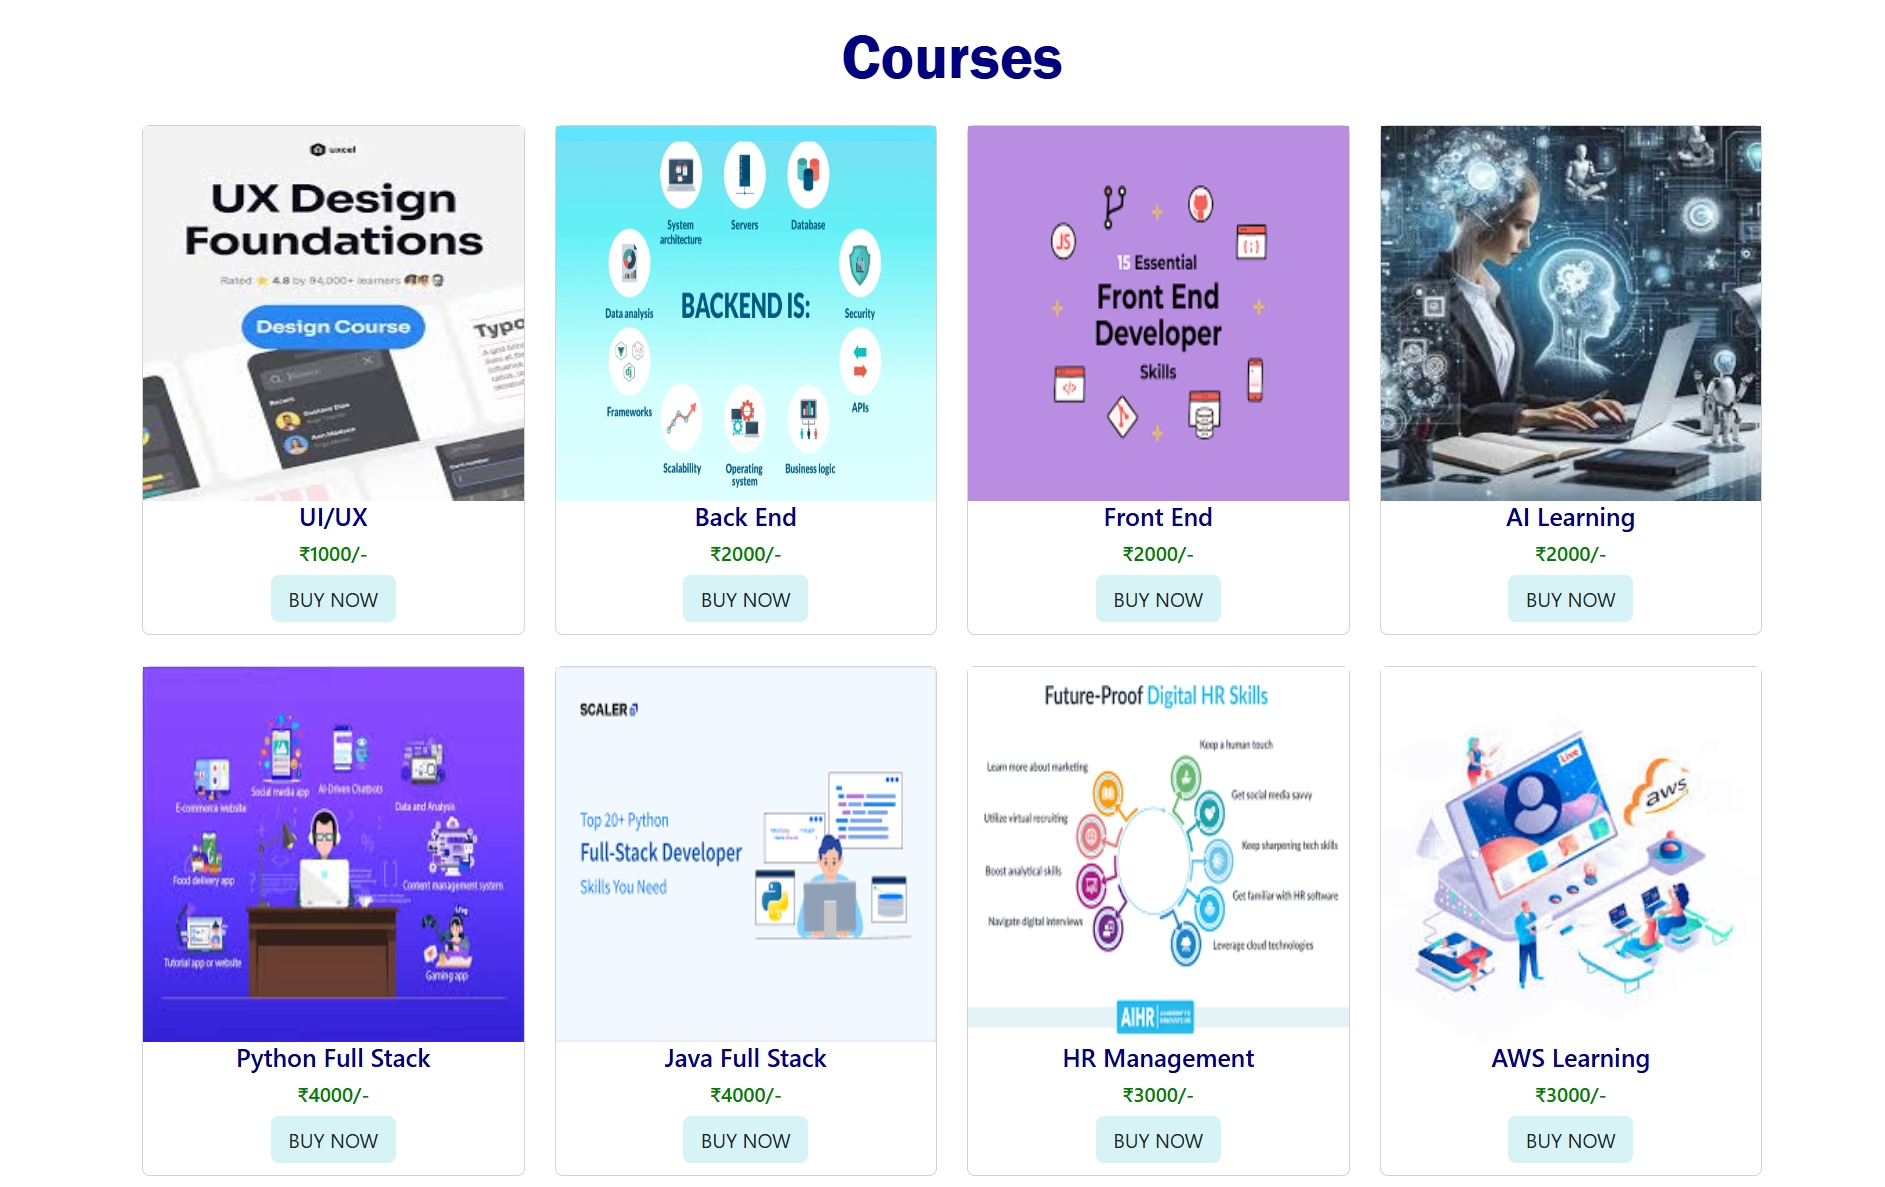 Courses
uxcel
UX Design
Foundations
Rated 4.8 by 94,000+ learners
Design Course
Typo
Search
Recent
UI/UX
₹1000/-
BUY NOW
System
architecture
Servers
Database
Data analysis
BACKEND IS:
Security
Frameworks
dj
APIs
Scalability
Operating
system
Business logic
Back End
₹2000/-
BUY NOW
JS
15 Essential
Front End
Developer
Skills
Front End
₹2000/-
BUY NOW
AI Learning
₹2000/-
BUY NOW
E-commerce website
Social media app
AI-Driven Chatbots
Data and Analysis
Food delivery app
Content management system
Tutorial app or website
Gaming app
Python Full Stack
₹4000/-
BUY NOW
SCALER
Top 20+ Python
Full-Stack Developer
Skills You Need
Java Full Stack
₹4000/-
BUY NOW
Future-Proof Digital HR Skills
Keep a human touch
Learn more about marketing
Get social media savvy
Utilize virtual recruiting
Keep sharpening tech skills
Boost analytical skills
Get familiar with HR software
Navigate digital interviews
Leverage cloud technologies
AIHR
ACADEMY TO
INNOVATE HR
HR Management
₹3000/-
BUY NOW
Live
aws
AWS Learning
₹3000/-
BUY NOW